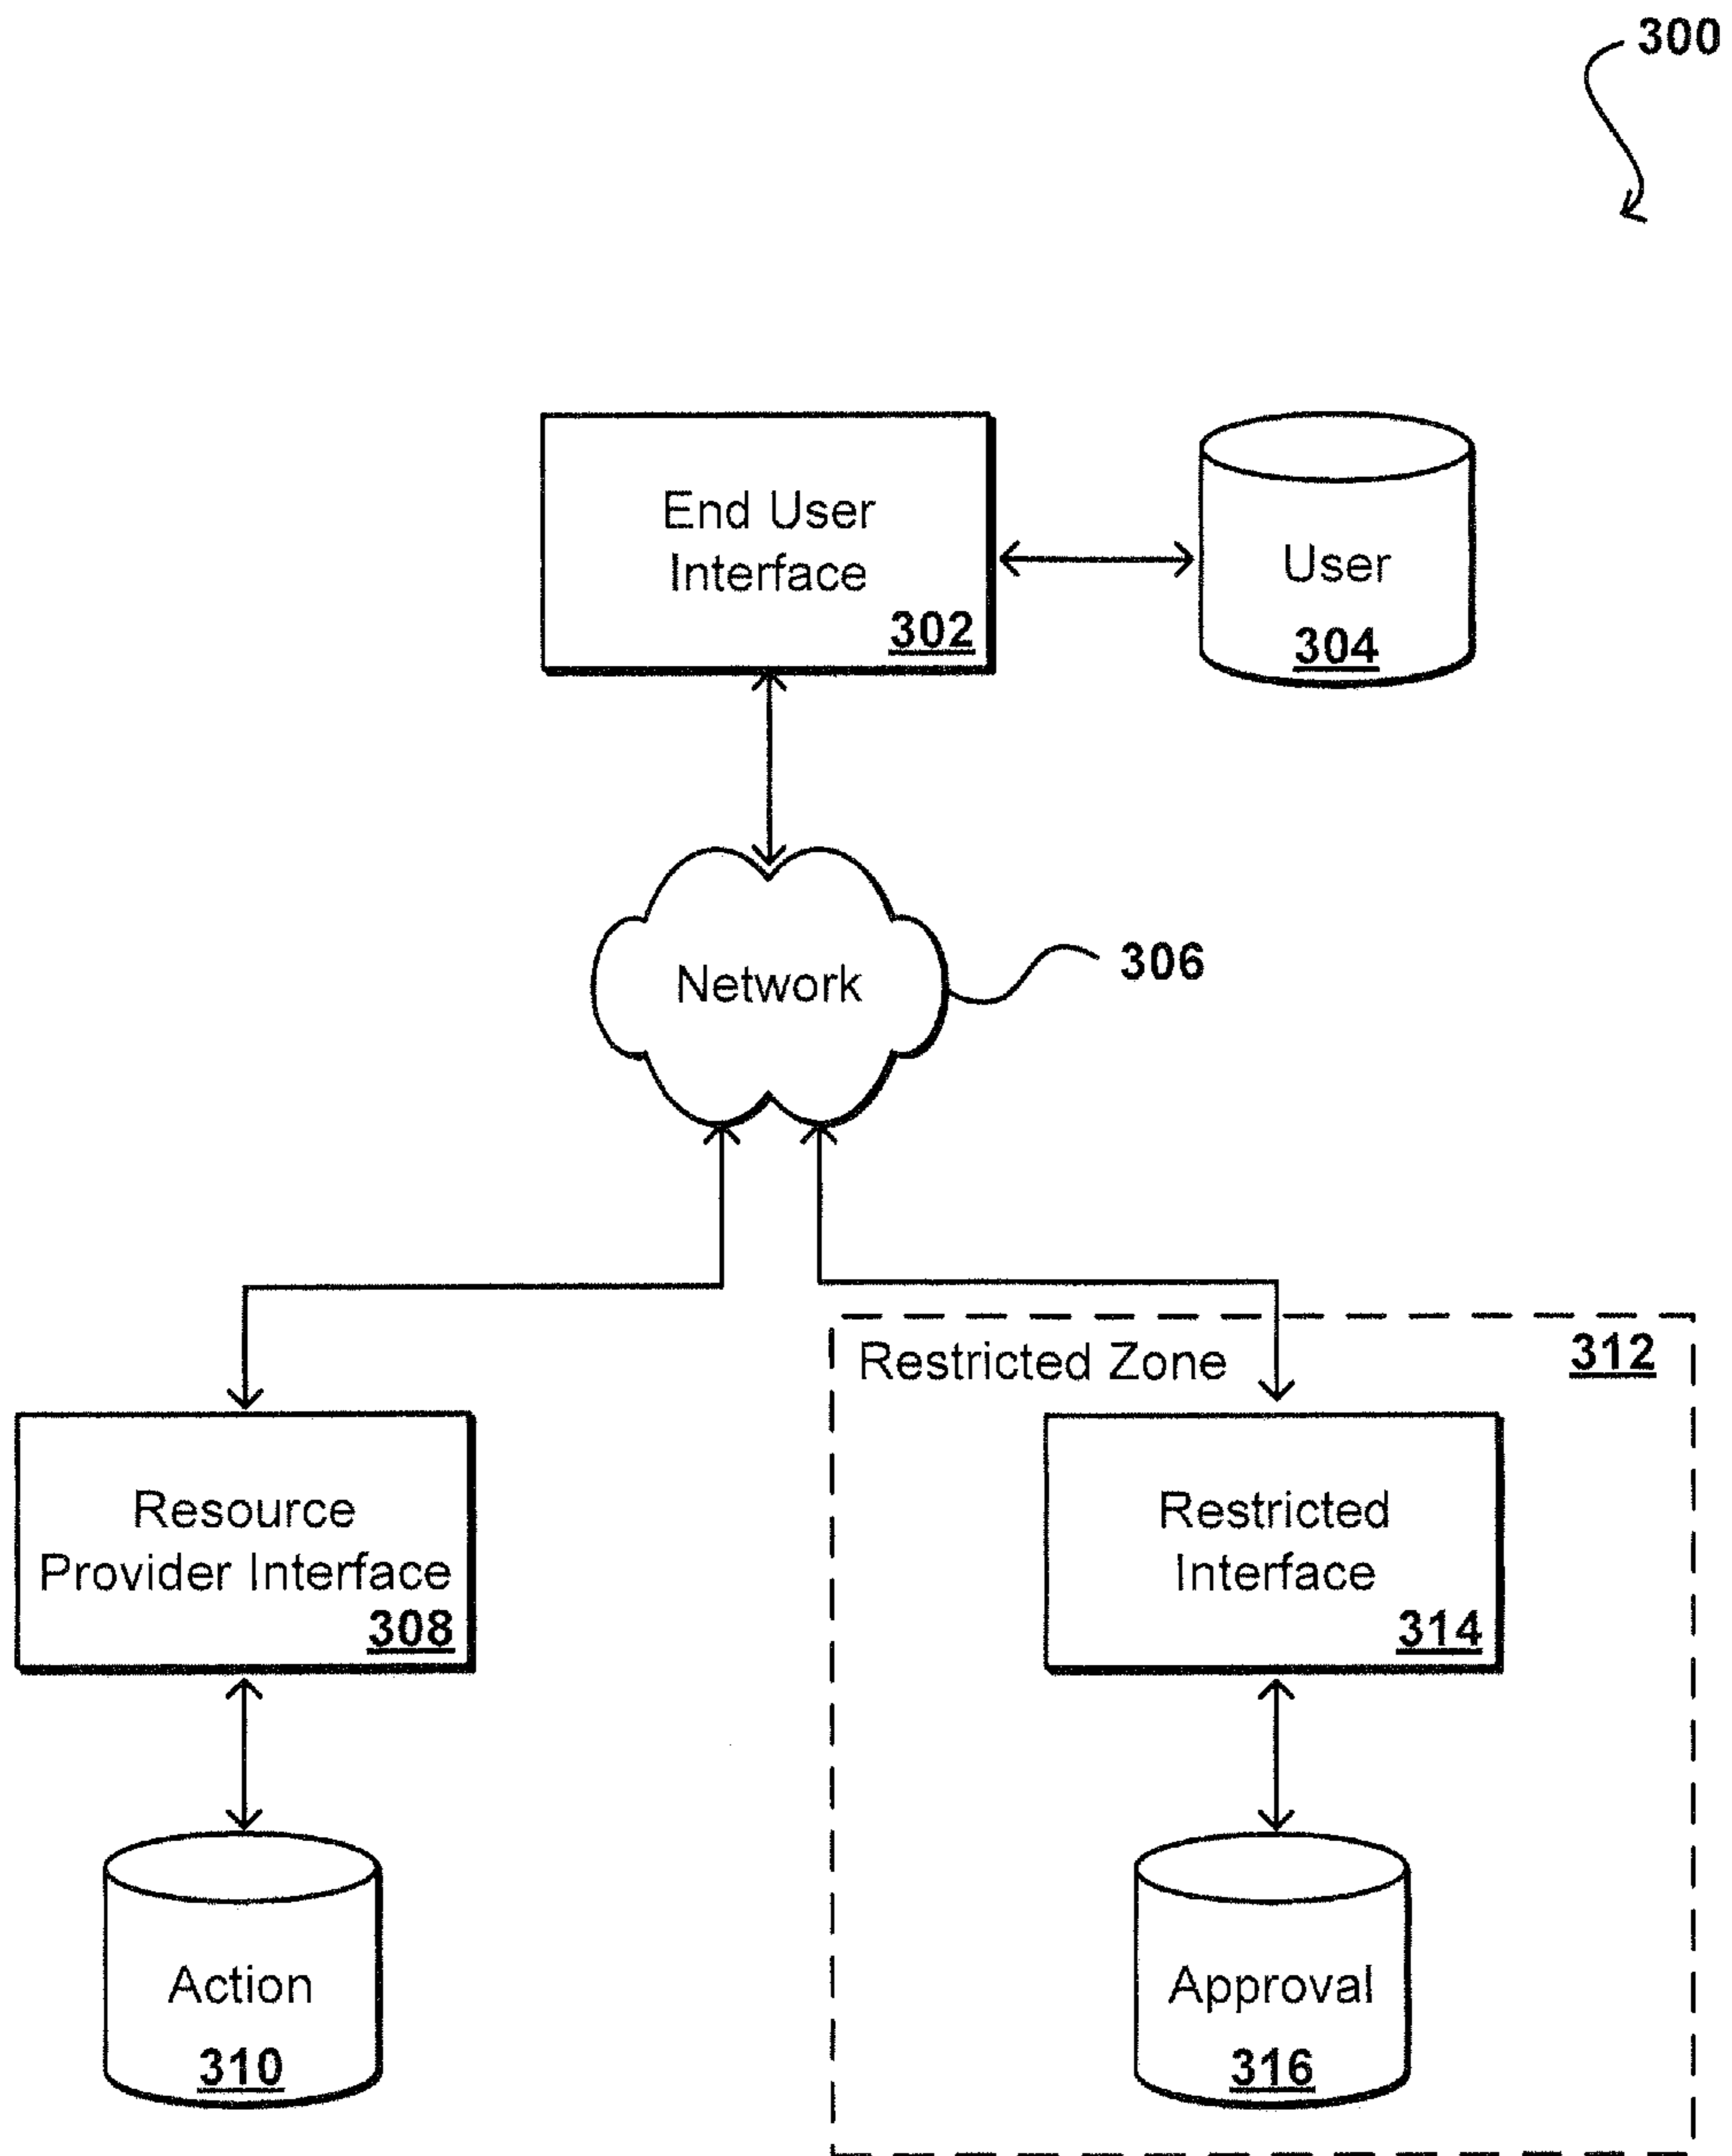 300
End User
Interface
302
User
304
Network
306
Restricted Zone
312
Resource
Provider Interface
308
Restricted
Interface
314
Action
310
Approval
316